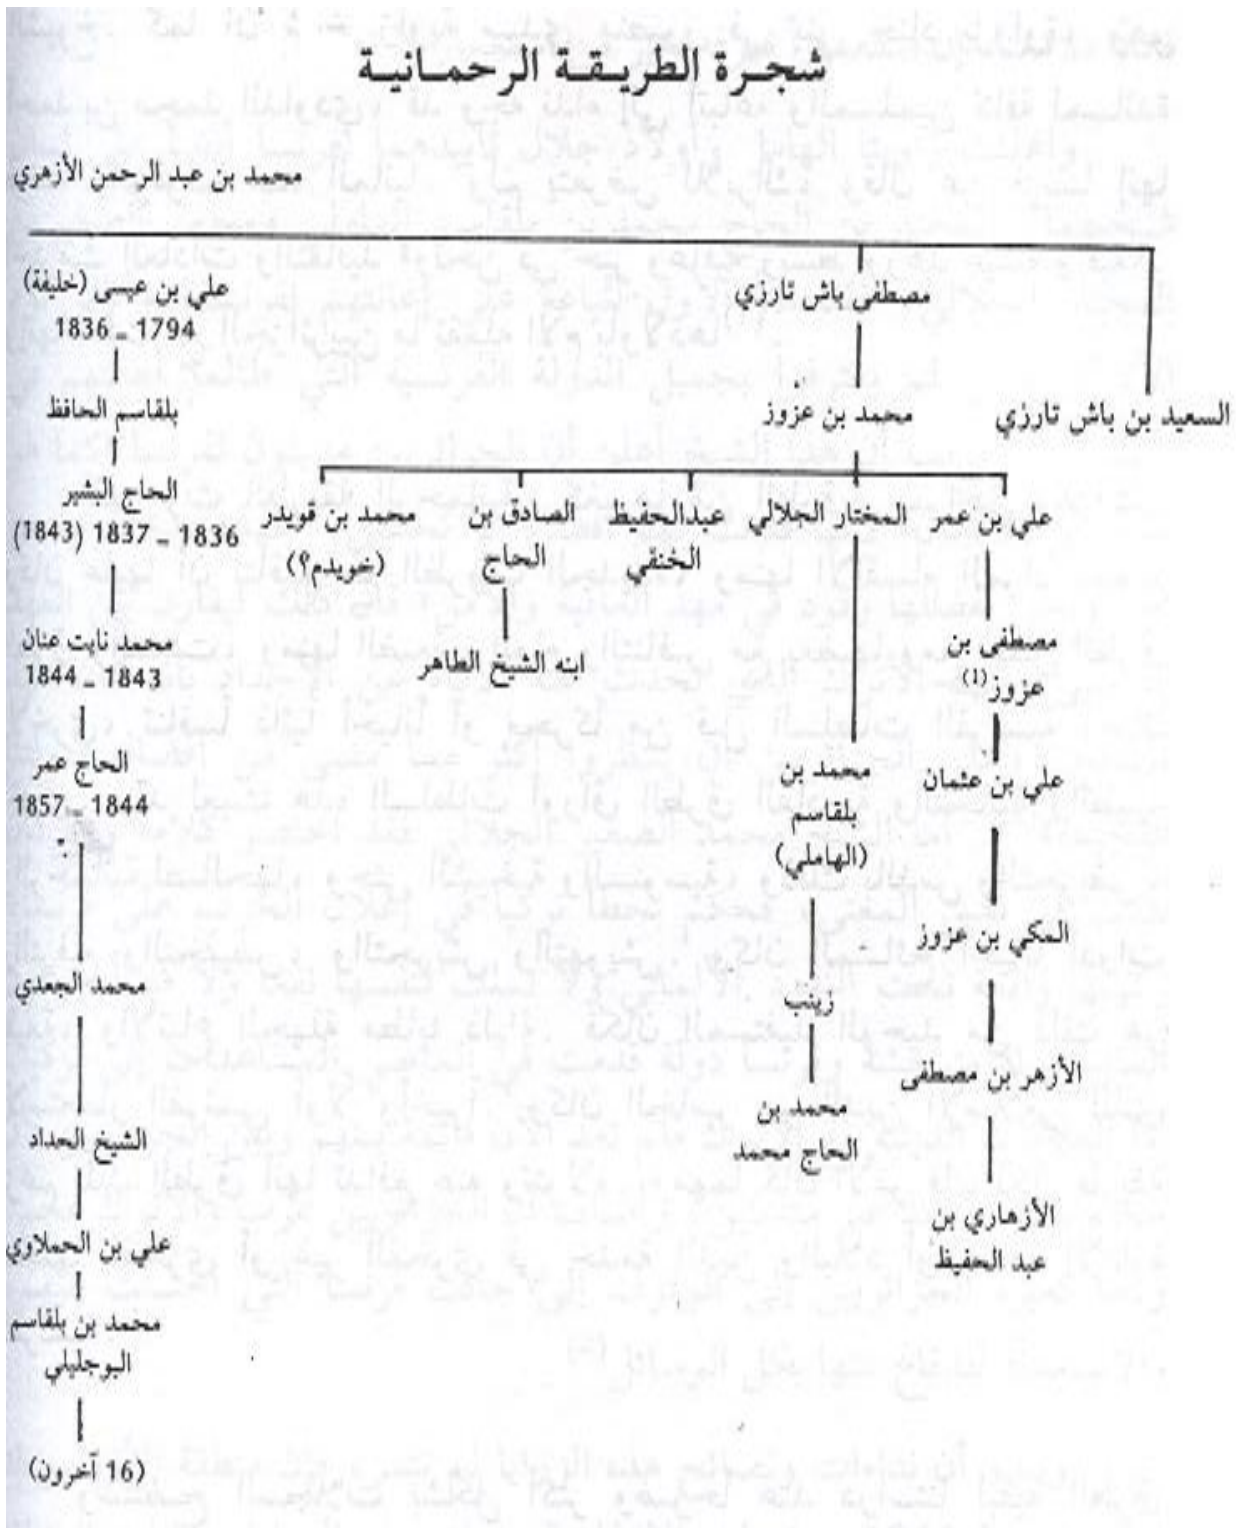 شجرة الطريقة الرحمانية
محمد بن عبد الرحمن الأزهري
السعيد بن باش تارزي
مصطفى باش تارزي
محمد بن عزوز
علي بن عمر
مصطفى بن
عزوز (1)
علي بن عثمان
المكي بن عزوز
الأزهر بن مصطفى
الأزهاري بن
عبد الحفيظ
المختار الجلالي
محمد بن
بلقاسم
(الهاملي)
زينب
محمد بن
الحاج محمد
عبدالحفيظ
الخنقي
الصادق بن
الحاج
ابنه الشيخ الطاهر
محمد بن قويدر
(خويدم؟)
علي بن عيسى (خليفة)
1794 - 1836
بلقاسم الحافظ
الحاج البشير
1836 - 1837 (1843)
محمد نايت عنان
1843 - 1844
الحاج عمر
1844 - 1857
محمد الجعدي
الشيخ الحداد
علي بن الحملاوي
محمد بن بلقاسم
البوجليلي
(16 آخرون)